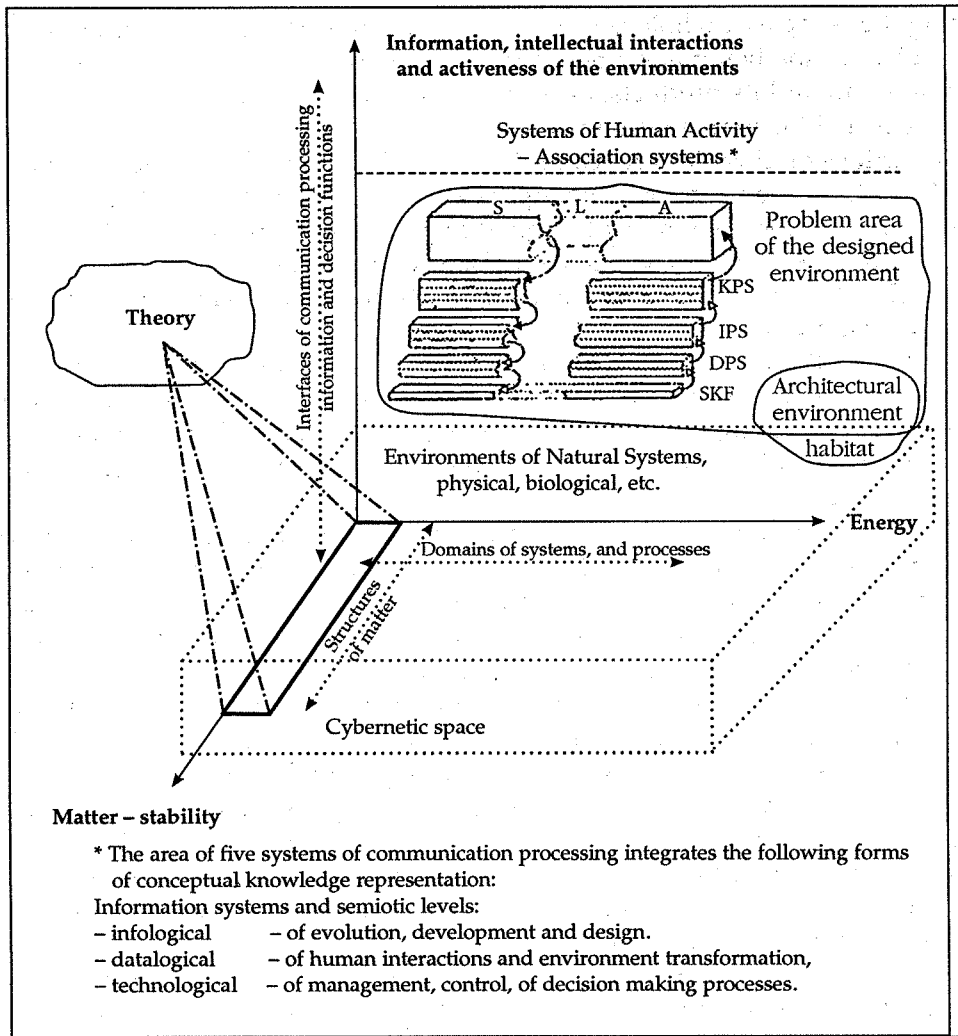 Information, intellectual interactions
and activeness of the environments
Interfaces of communication processing
information and decision functions
Systems of Human Activity
– Association systems *
S L A
Problem area
of the designed
environment
KPS
IPS
DPS
SKF
Theory
Architectural
environment
habitat
Environments of Natural Systems,
physical, biological, etc.
Energy
Domains of systems, and processes
Structures
of matter
Cybernetic space
Matter – stability
* The area of five systems of communication processing integrates the following forms
of conceptual knowledge representation:
Information systems and semiotic levels:
– infological – of evolution, development and design.
– datalogical – of human interactions and environment transformation,
– technological – of management, control, of decision making processes.